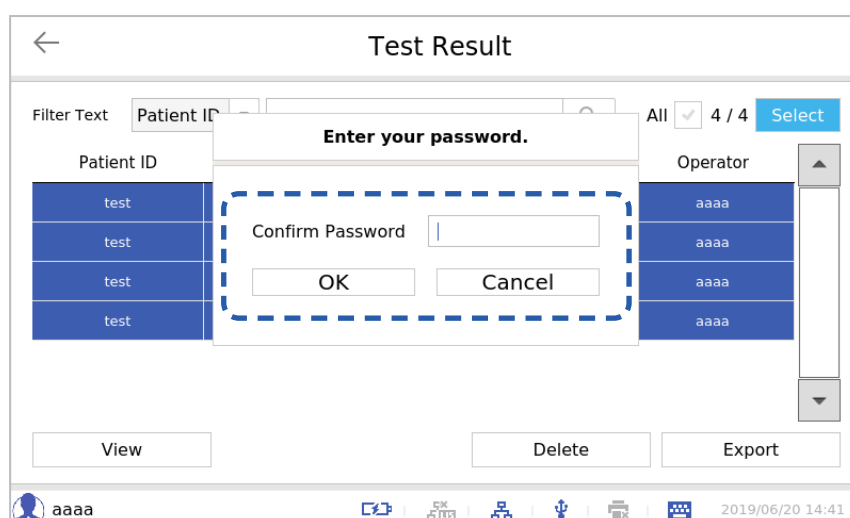 Test Result
Filter Text Patient ID All 4 / 4 Select
Enter your password.
Patient ID Operator
test aaaa
Confirm Password
test aaaa
OK Cancel
test aaaa
test aaaa
View Delete Export
aaaa 2019/06/20 14:41